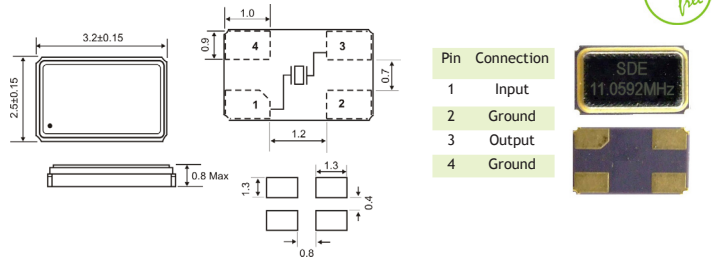 free
3.2±0.15
2.5±0.15
0.8 Max
1.0
0.9
4
3
1
2
0.7
1.2
1.3
1.3
0.4
0.8
Pin Connection
1 Input
2 Ground
3 Output
4 Ground
SDE
11.0592MHz